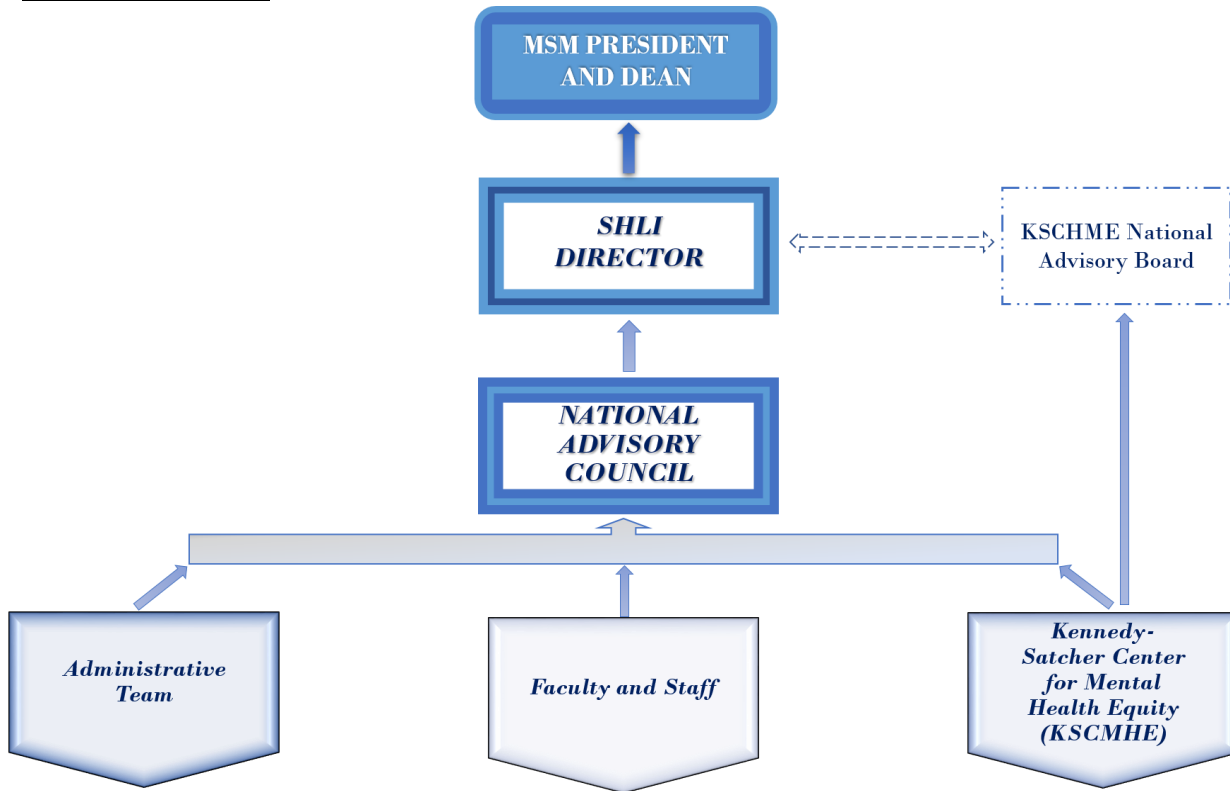 MSM PRESIDENT
AND DEAN
SHLI
DIRECTOR
KSCHME National
Advisory Board
NATIONAL
ADVISORY
COUNCIL
Administrative
Team
Faculty and Staff
Kennedy-
Satcher Center
for Mental
Health Equity
(KSCMHE)